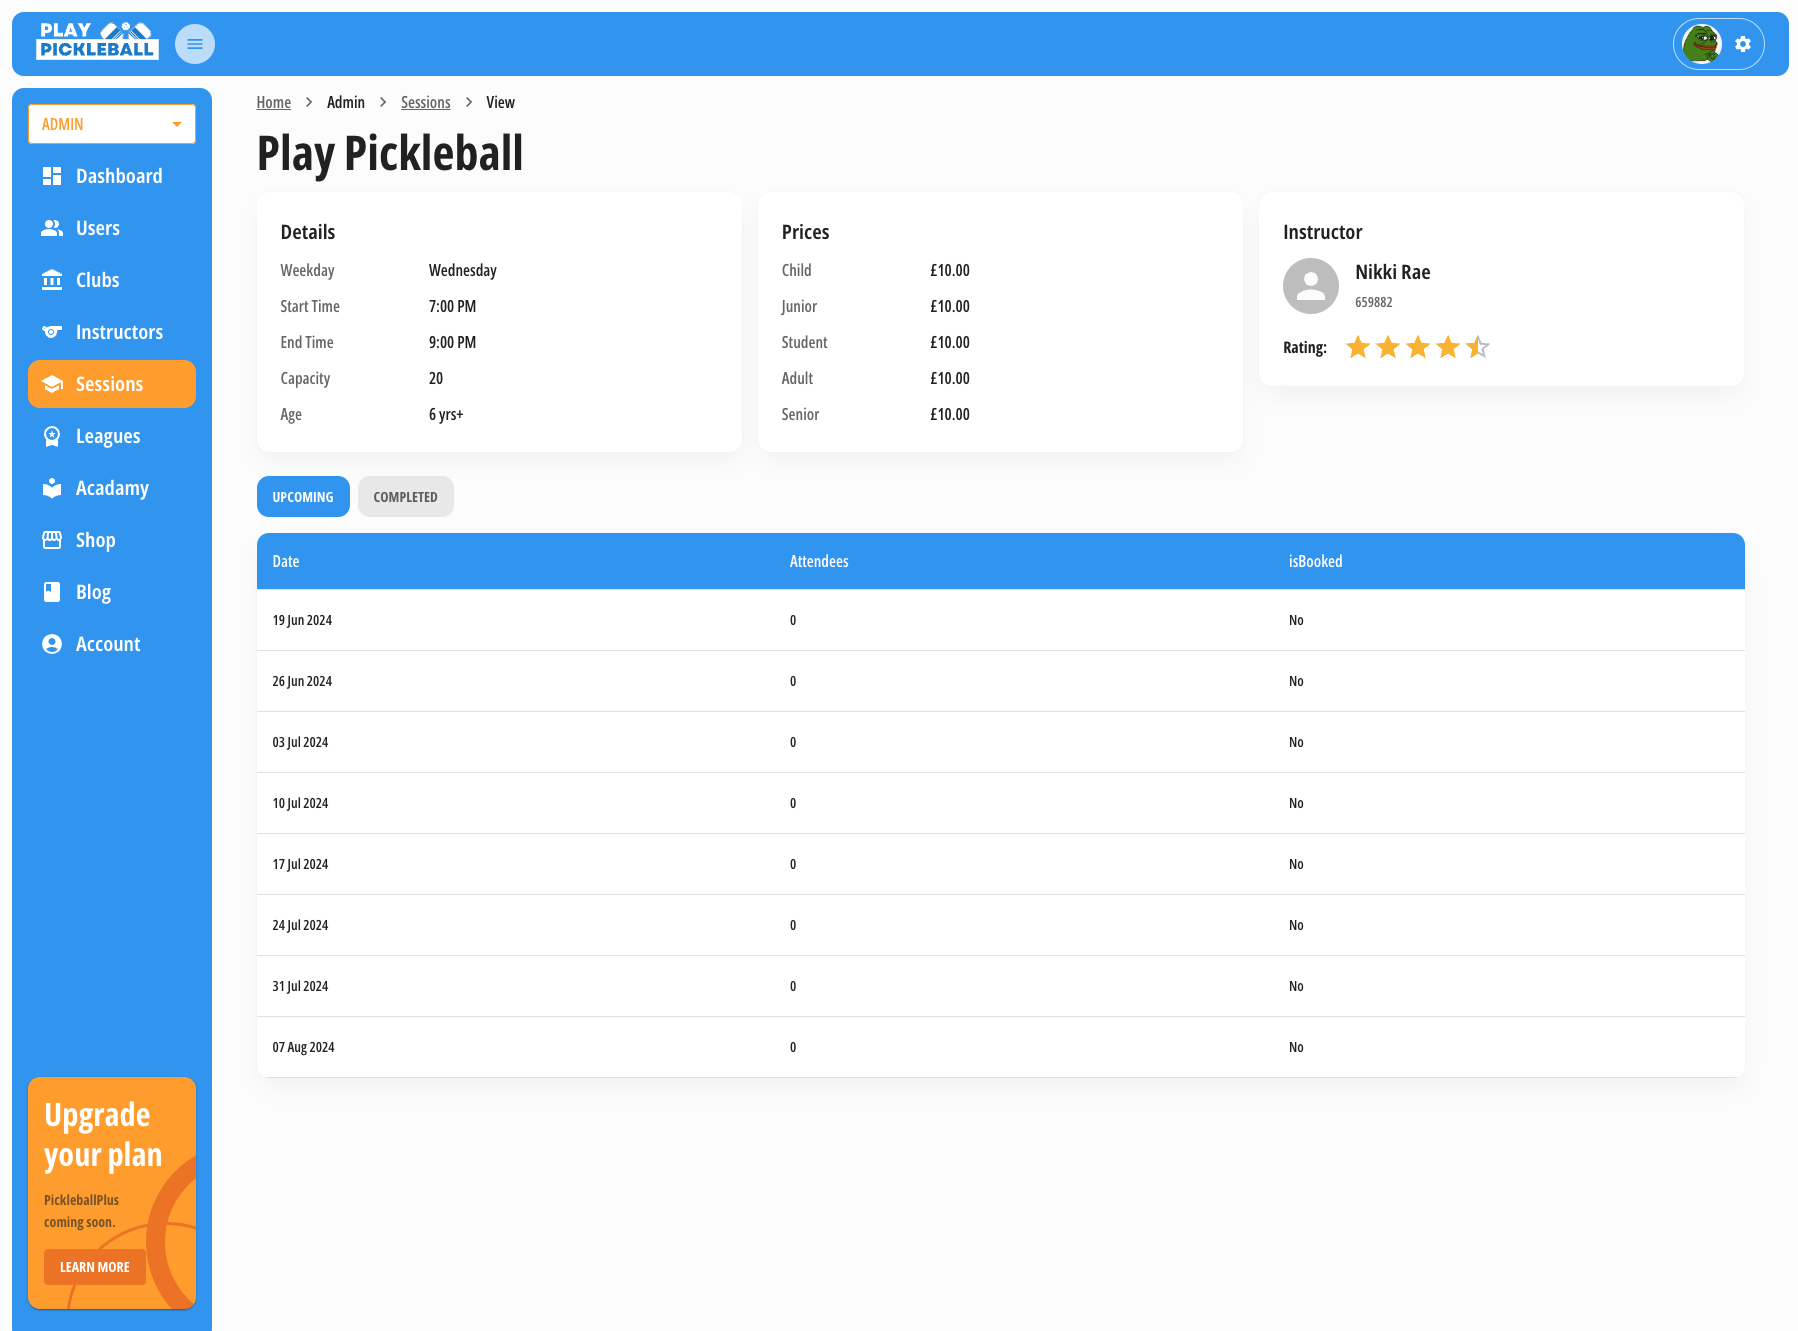 PLAY
PICKLEBALL
ADMIN
Dashboard
Users
Clubs
Instructors
Sessions
Leagues
Acadamy
Shop
Blog
Account
Upgrade
your plan
PickleballPlus
coming soon.
LEARN MORE
Home > Admin > Sessions > View
Play Pickleball
Details
Weekday Wednesday
Start Time 7:00 PM
End Time 9:00 PM
Capacity 20
Age 6 yrs+
Prices
Child £10.00
Junior £10.00
Student £10.00
Adult £10.00
Senior £10.00
Instructor
Nikki Rae
659882
Rating:
UPCOMING COMPLETED
Date Attendees isBooked
19 Jun 2024 0 No
26 Jun 2024 0 No
03 Jul 2024 0 No
10 Jul 2024 0 No
17 Jul 2024 0 No
24 Jul 2024 0 No
31 Jul 2024 0 No
07 Aug 2024 0 No